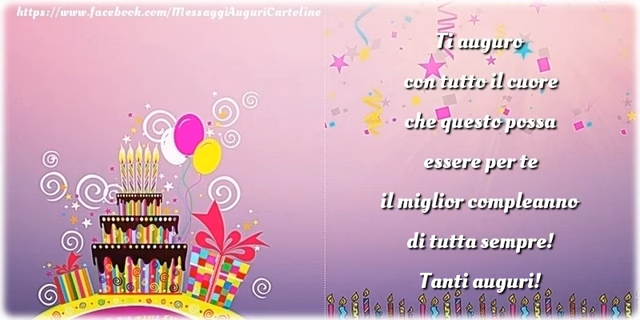 https://www.facebook.com/MessaggiAuguriCartoline
Ti auguro
con tutto il cuore
che questo possa
essere per te
il miglior compleanno
di tutta sempre!
Tanti auguri!